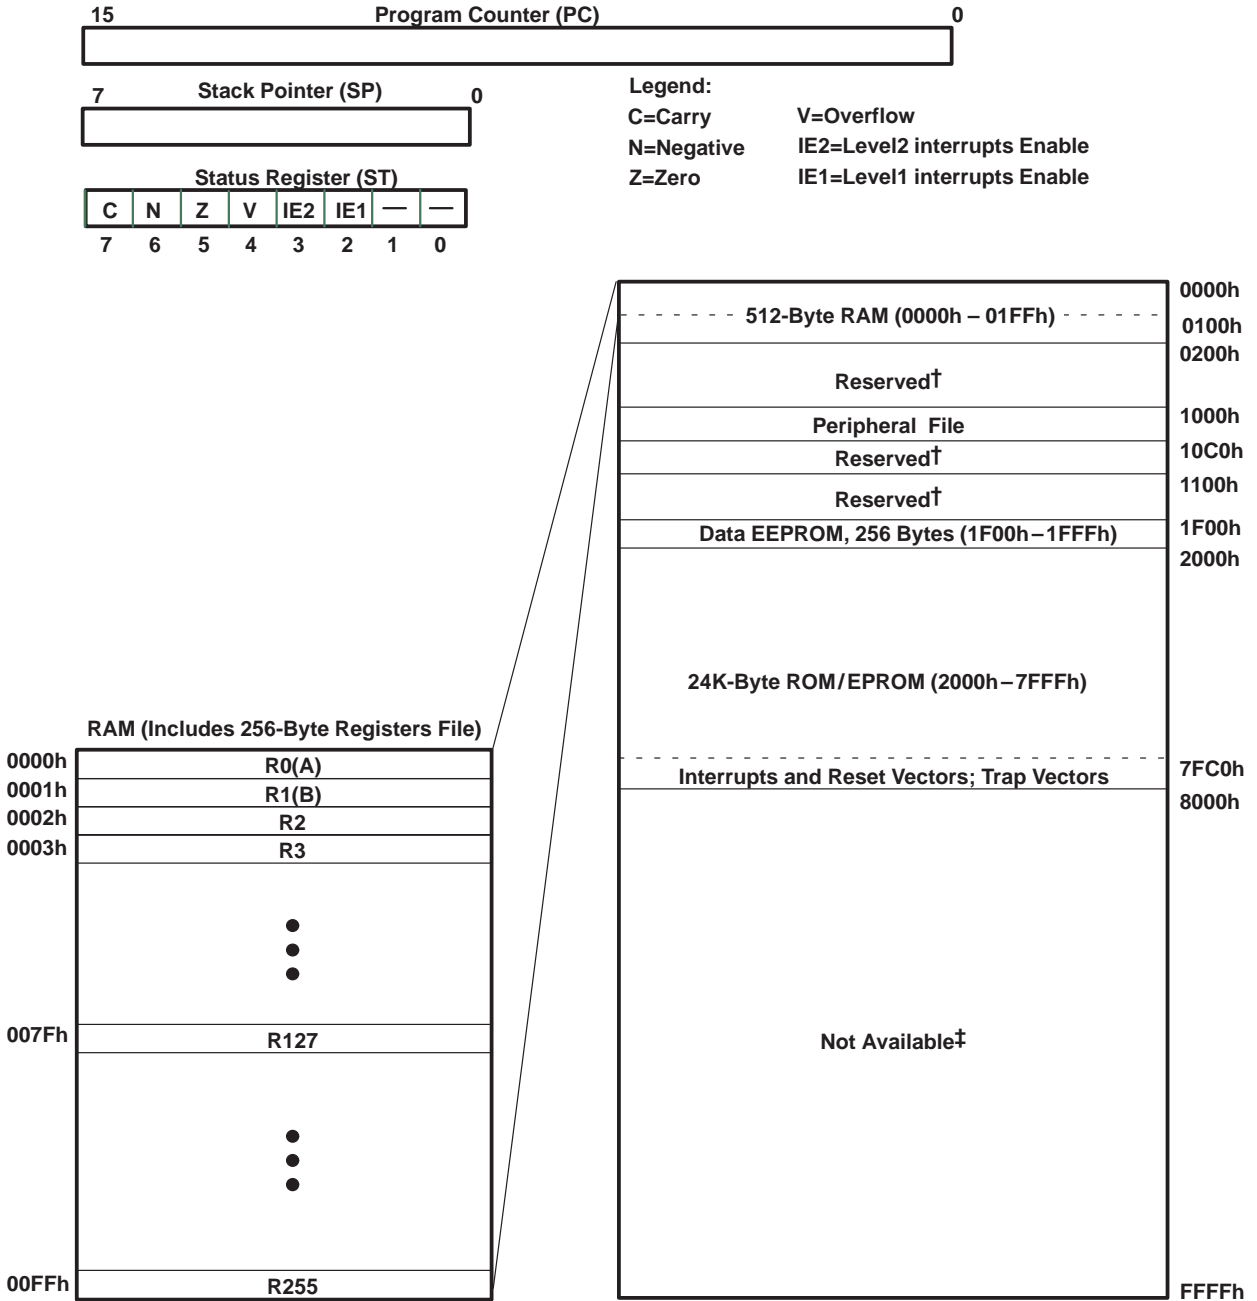 15 Program Counter (PC) 0
7 Stack Pointer (SP) 0
Legend:
C=Carry V=Overflow
N=Negative IE2=Level2 interrupts Enable
Z=Zero IE1=Level1 interrupts Enable
Status Register (ST)
C N Z V IE2 IE1 — —
7 6 5 4 3 2 1 0
0000h
512-Byte RAM (0000h – 01FFh)
0100h
0200h
Reserved†
1000h
Peripheral File
10C0h
Reserved†
1100h
Reserved†
1F00h
Data EEPROM, 256 Bytes (1F00h–1FFFh)
2000h
24K-Byte ROM/EPROM (2000h–7FFFh)
7FC0h
Interrupts and Reset Vectors; Trap Vectors
8000h
Not Available‡
FFFFh
RAM (Includes 256-Byte Registers File)
0000h R0(A)
0001h R1(B)
0002h R2
0003h R3
007Fh R127
00FFh R255